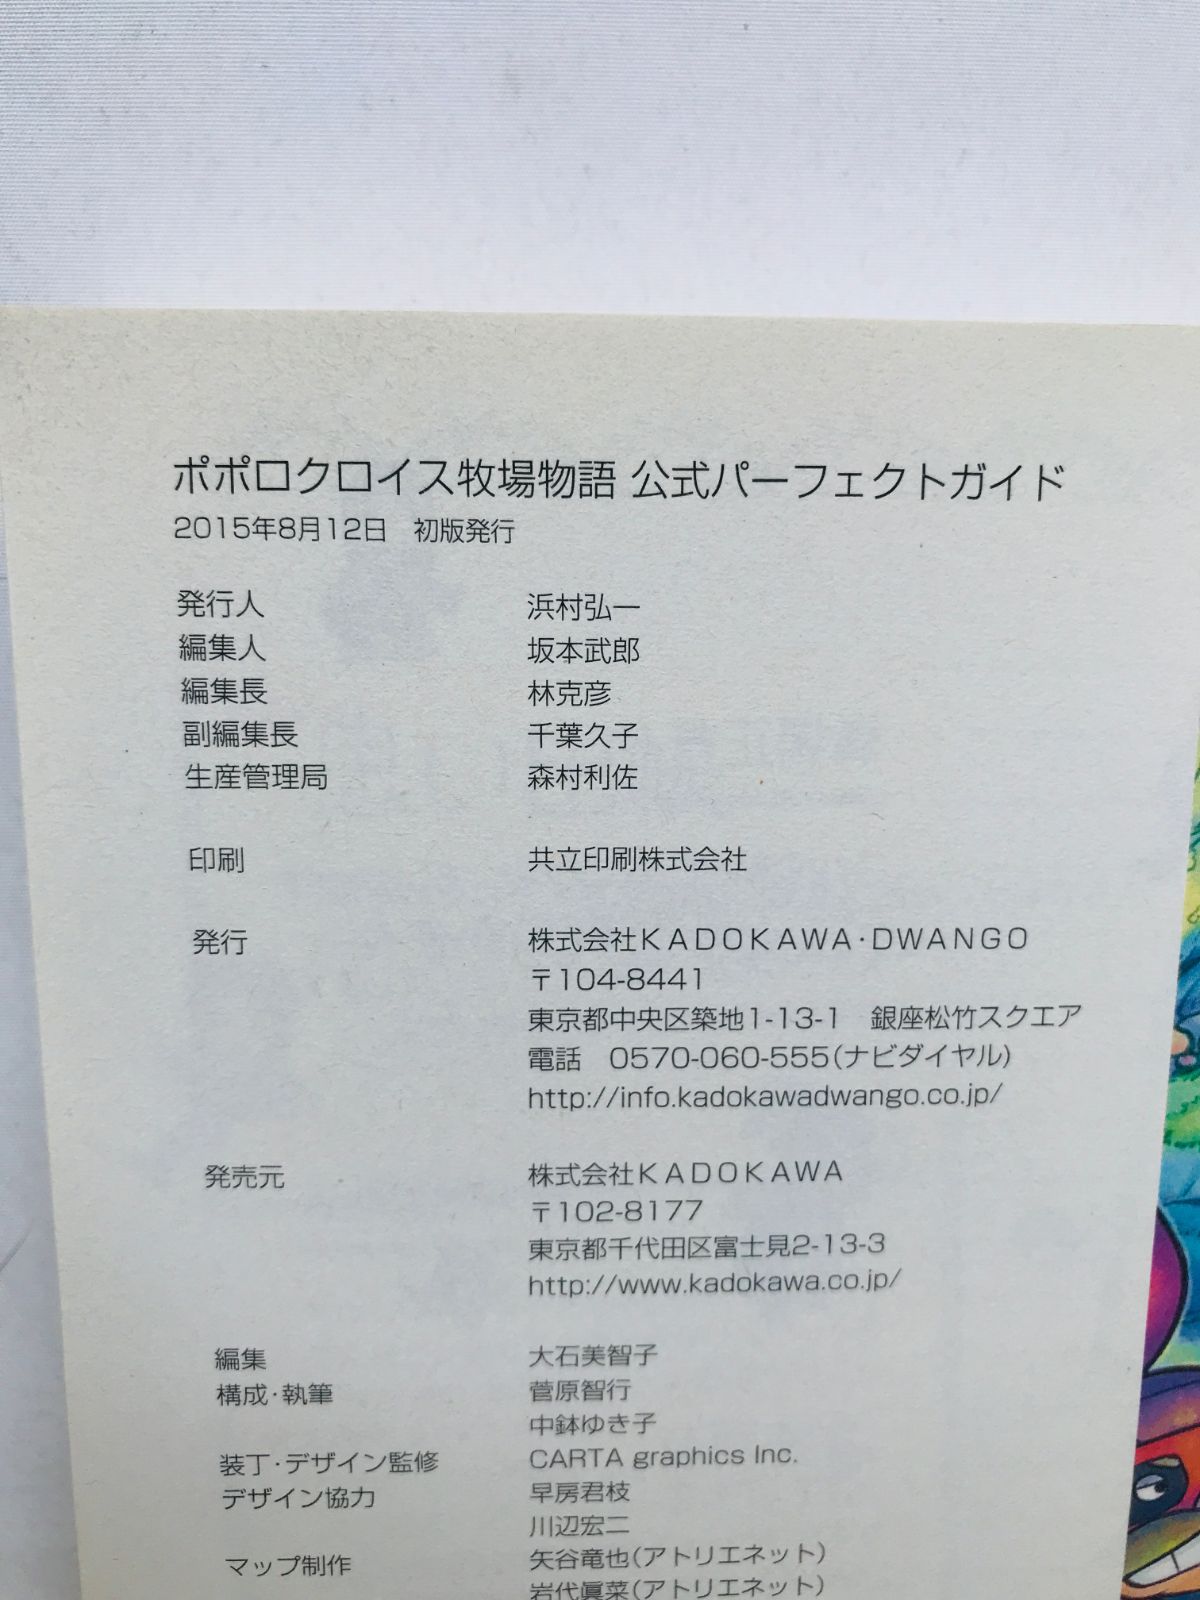 ポポロクロイス牧場物語 公式パーフェクトガイド
2015年8月12日　初版発行
発行人　浜村弘一
編集人　坂本武郎
編集長　林克彦
副編集長　千葉久子
生産管理局　森村利佐
印刷　共立印刷株式会社
発行　株式会社KADOKAWA･DWANGO
〒104-8441
東京都中央区築地1-13-1　銀座松竹スクエア
電話　0570-060-555(ナビダイヤル)
http://info.kadokawadwango.co.jp/
発売元　株式会社KADOKAWA
〒102-8177
東京都千代田区富士見2-13-3
http://www.kadokawa.co.jp/
編集　大石美智子
構成･執筆　菅原智行
中鉢ゆき子
装丁･デザイン監修　CARTA graphics Inc.
デザイン協力　早房君枝
川辺宏二
マップ制作　矢谷竜也(アトリエネット)
岩代眞菜(アトリエネット)